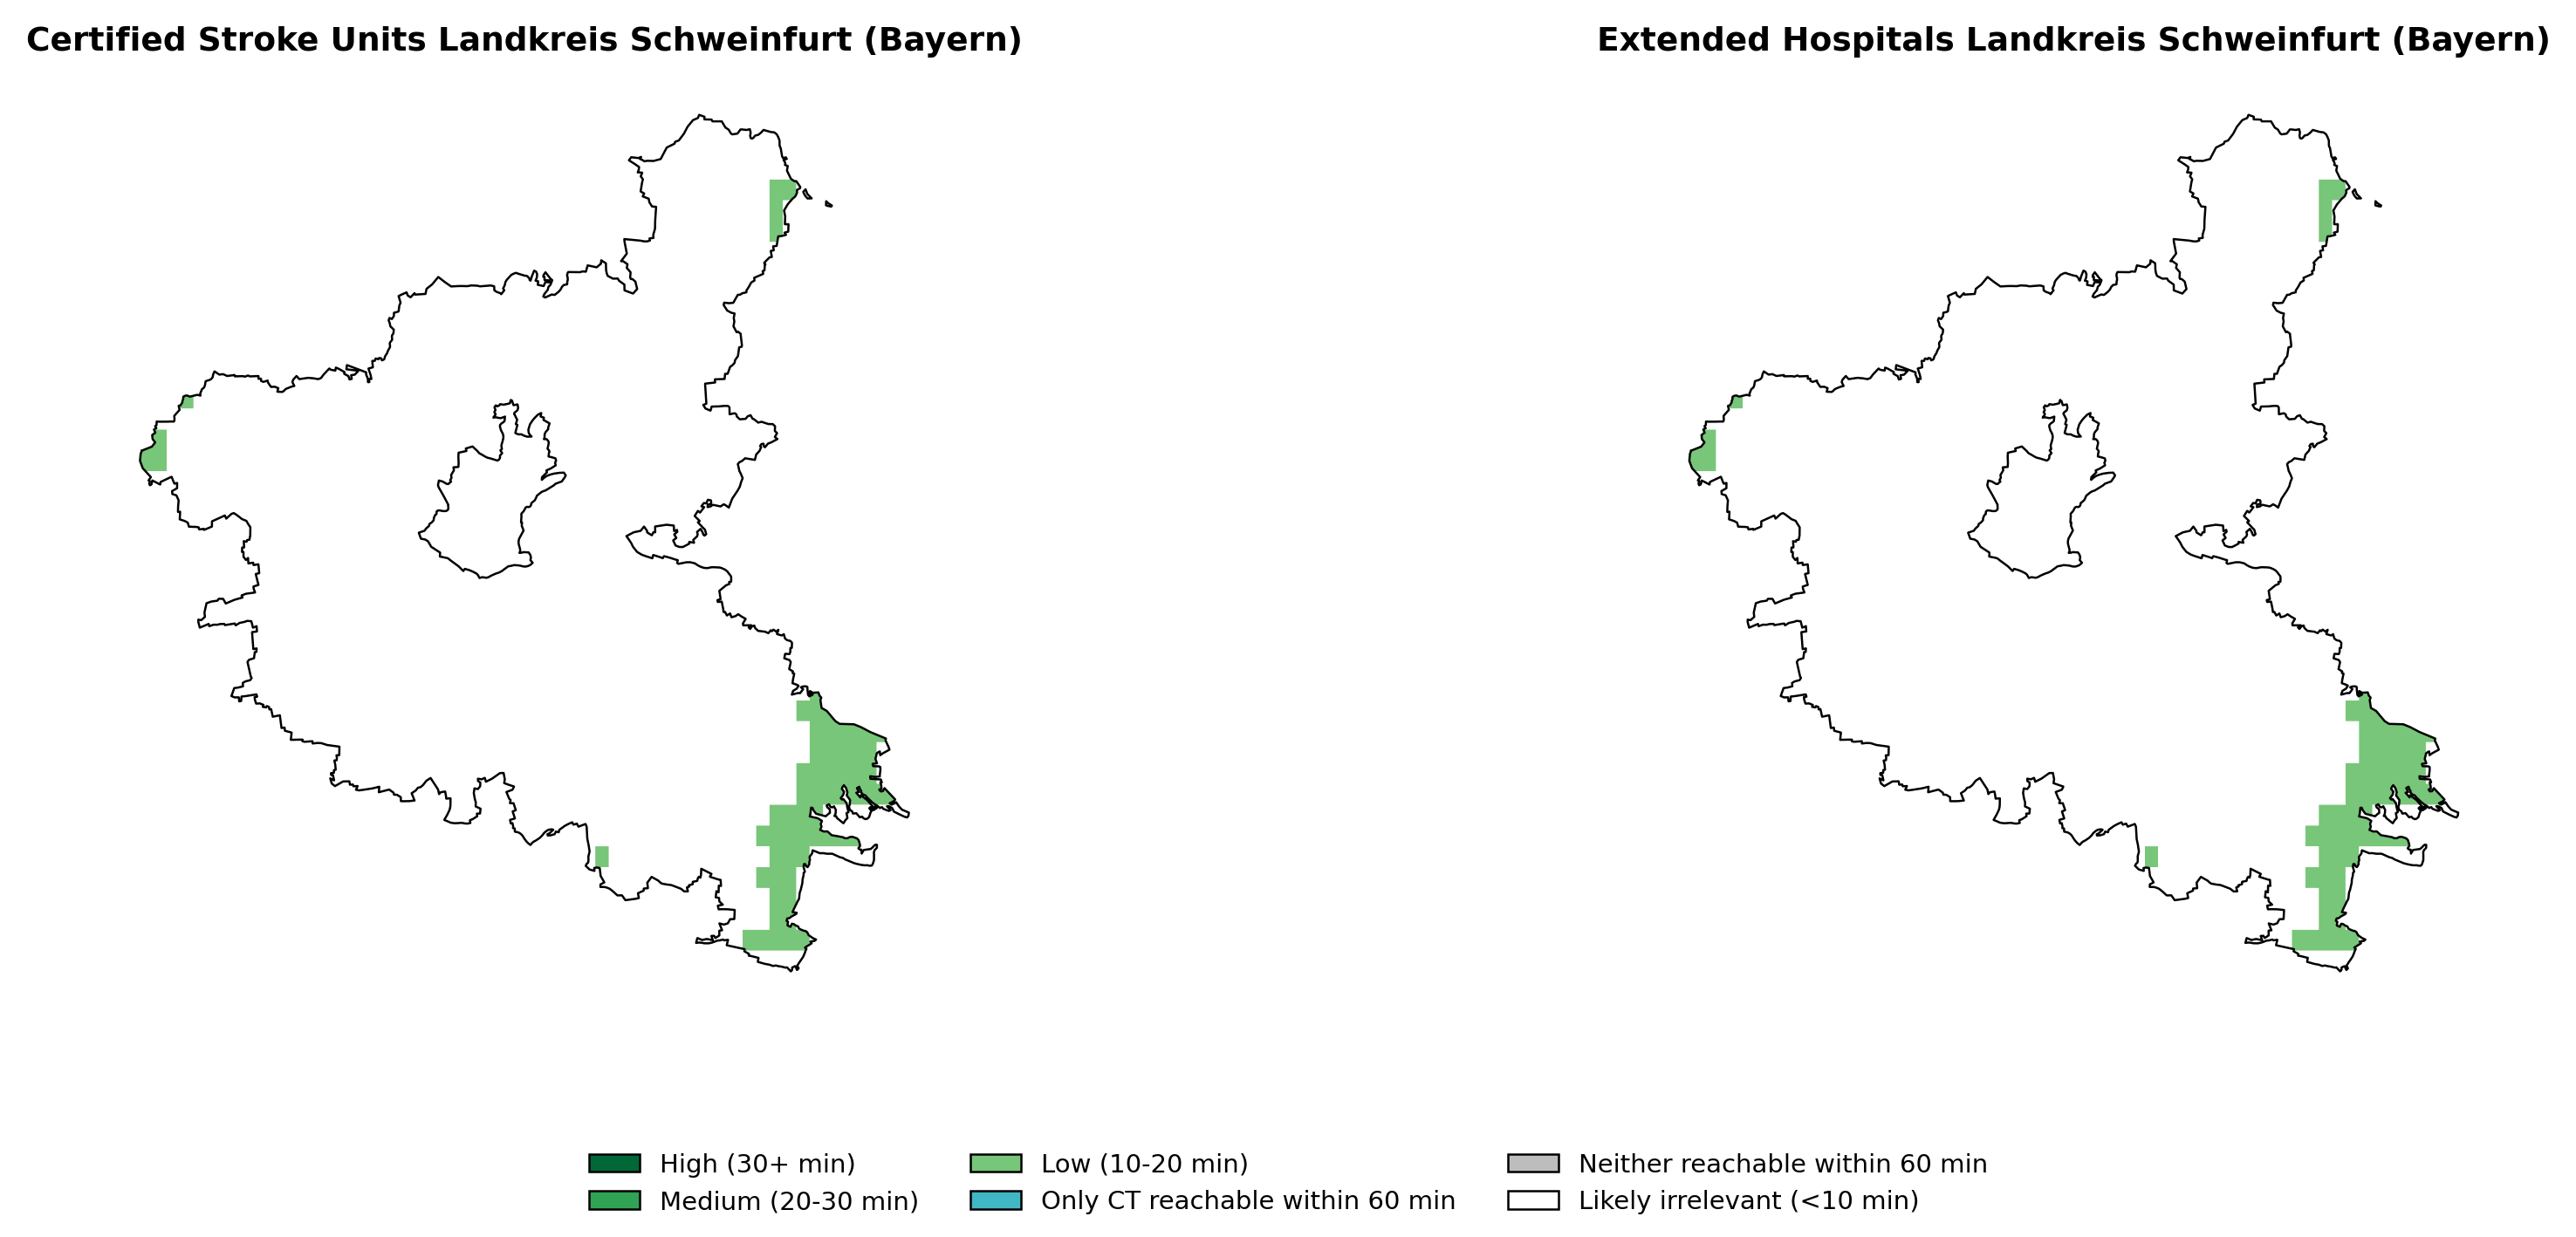 Certified Stroke Units Landkreis Schweinfurt (Bayern)
Extended Hospitals Landkreis Schweinfurt (Bayern)
High (30+ min)
Medium (20-30 min)
Low (10-20 min)
Only CT reachable within 60 min
Neither reachable within 60 min
Likely irrelevant (<10 min)